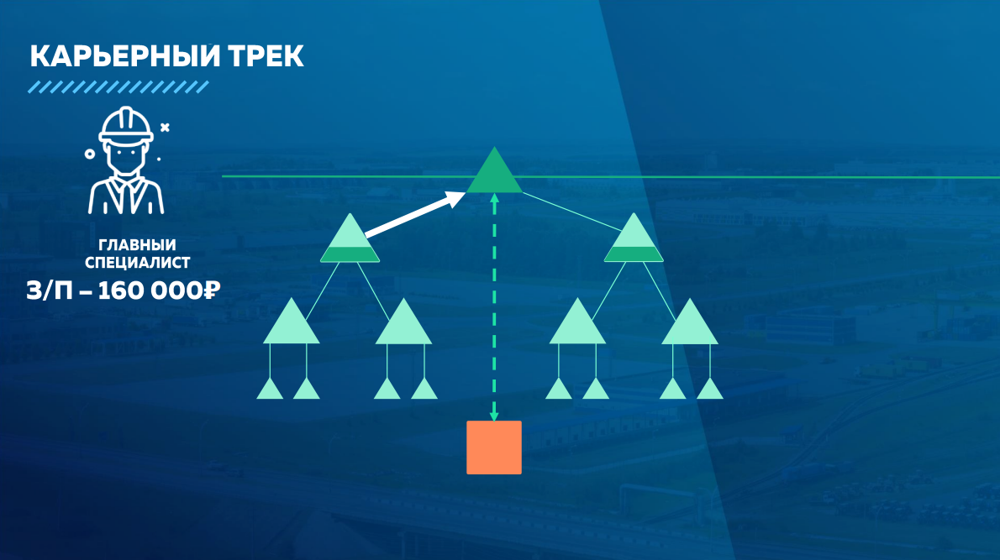 КАРЬЕРНЫЙ ТРЕК
ГЛАВНЫЙ
СПЕЦИАЛИСТ
З/П – 160 000₽